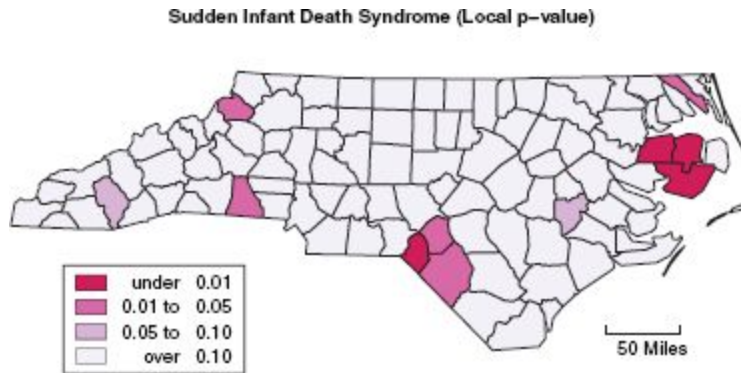 Sudden Infant Death Syndrome (Local p-value)
under 0.01
0.01 to 0.05
0.05 to 0.10
over 0.10
50 Miles